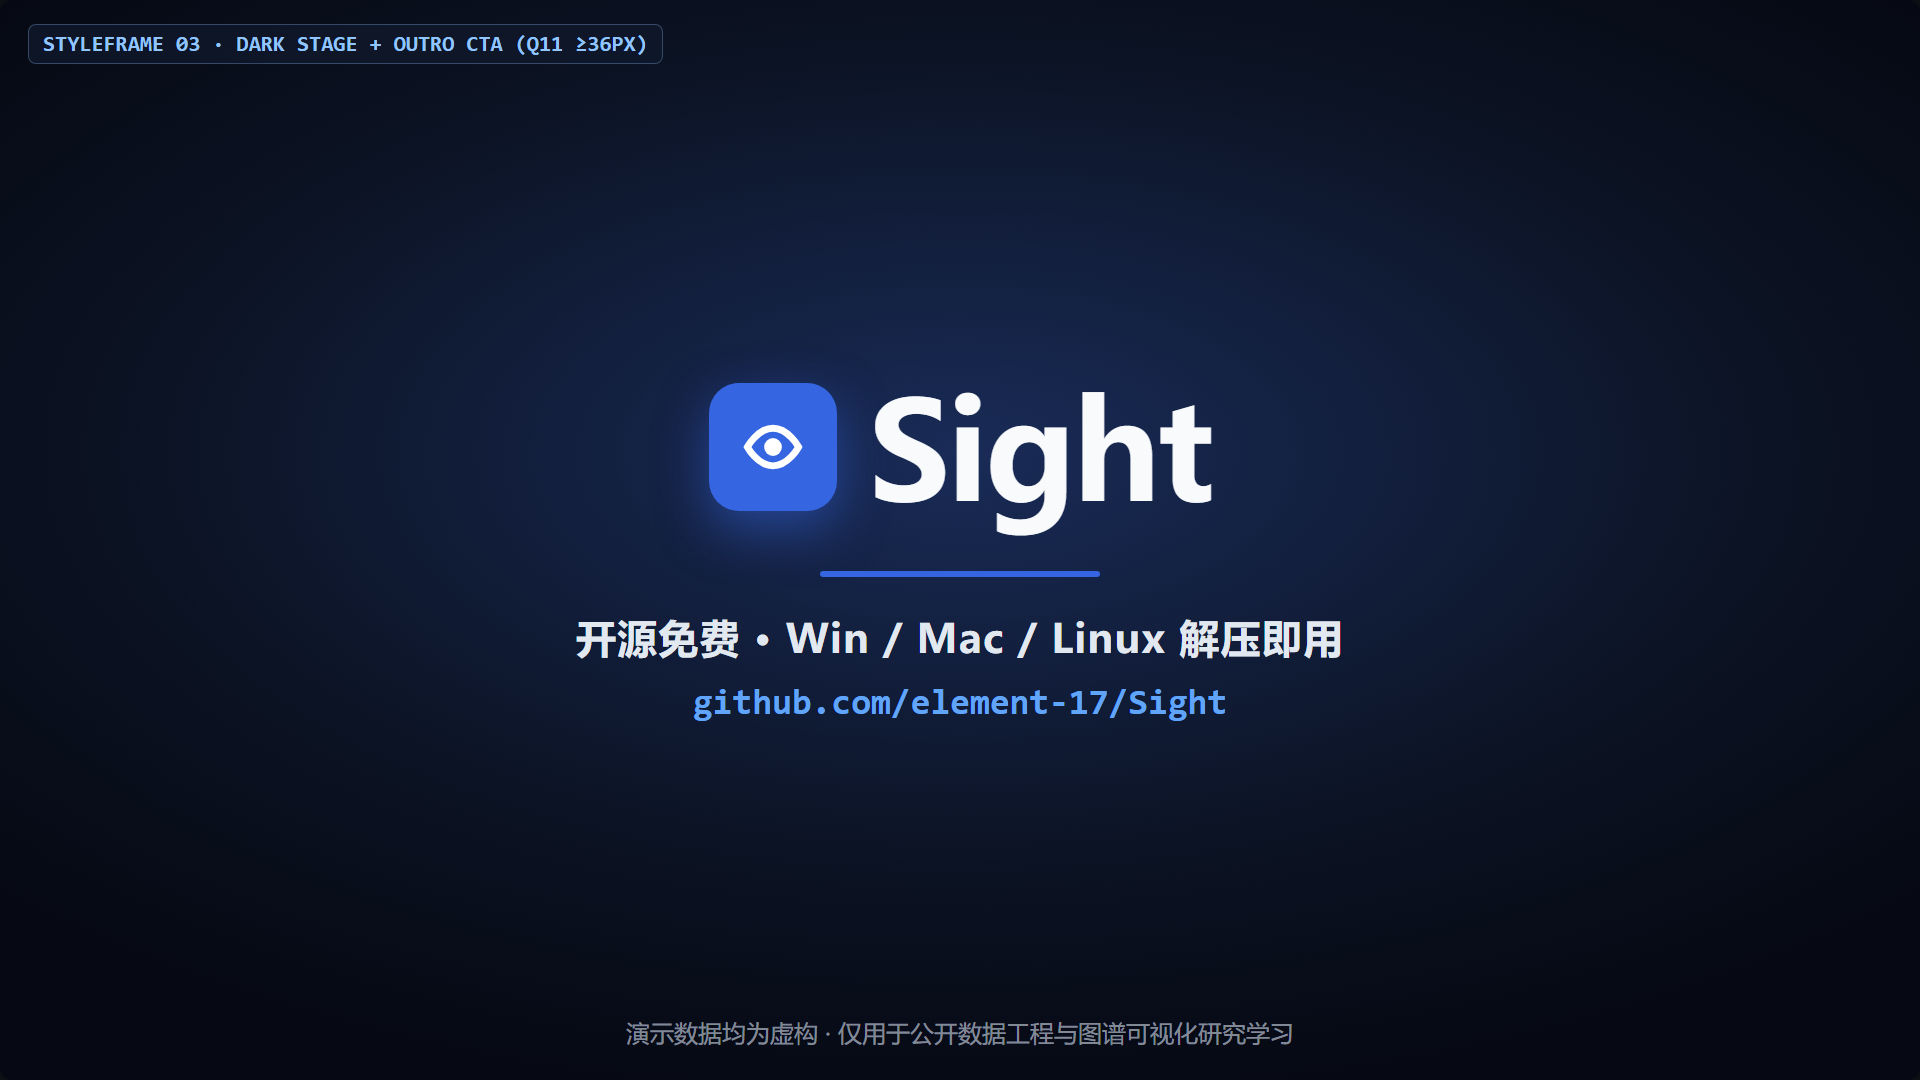 STYLEFRAME 03 · DARK STAGE + OUTRO CTA (Q11 ≥36PX)
Sight
开源免费 · Win / Mac / Linux 解压即用
github.com/element-17/Sight
演示数据均为虚构 · 仅用于公开数据工程与图谱可视化研究学习